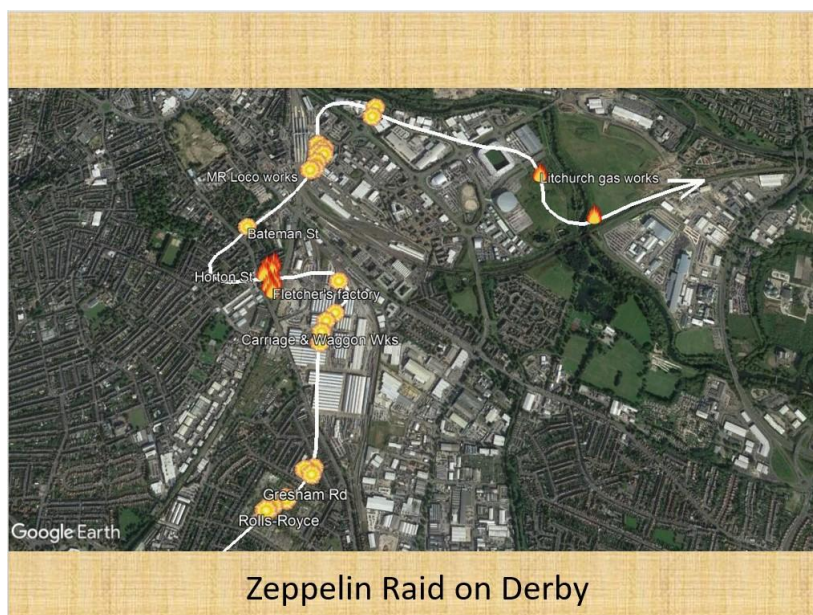 MR Loco works
Litchurch gas works
Bateman St
Horton St
Fletcher's factory
Carriage & Waggon Wks
Gresham Rd
Rolls-Royce
Google Earth
Zeppelin Raid on Derby